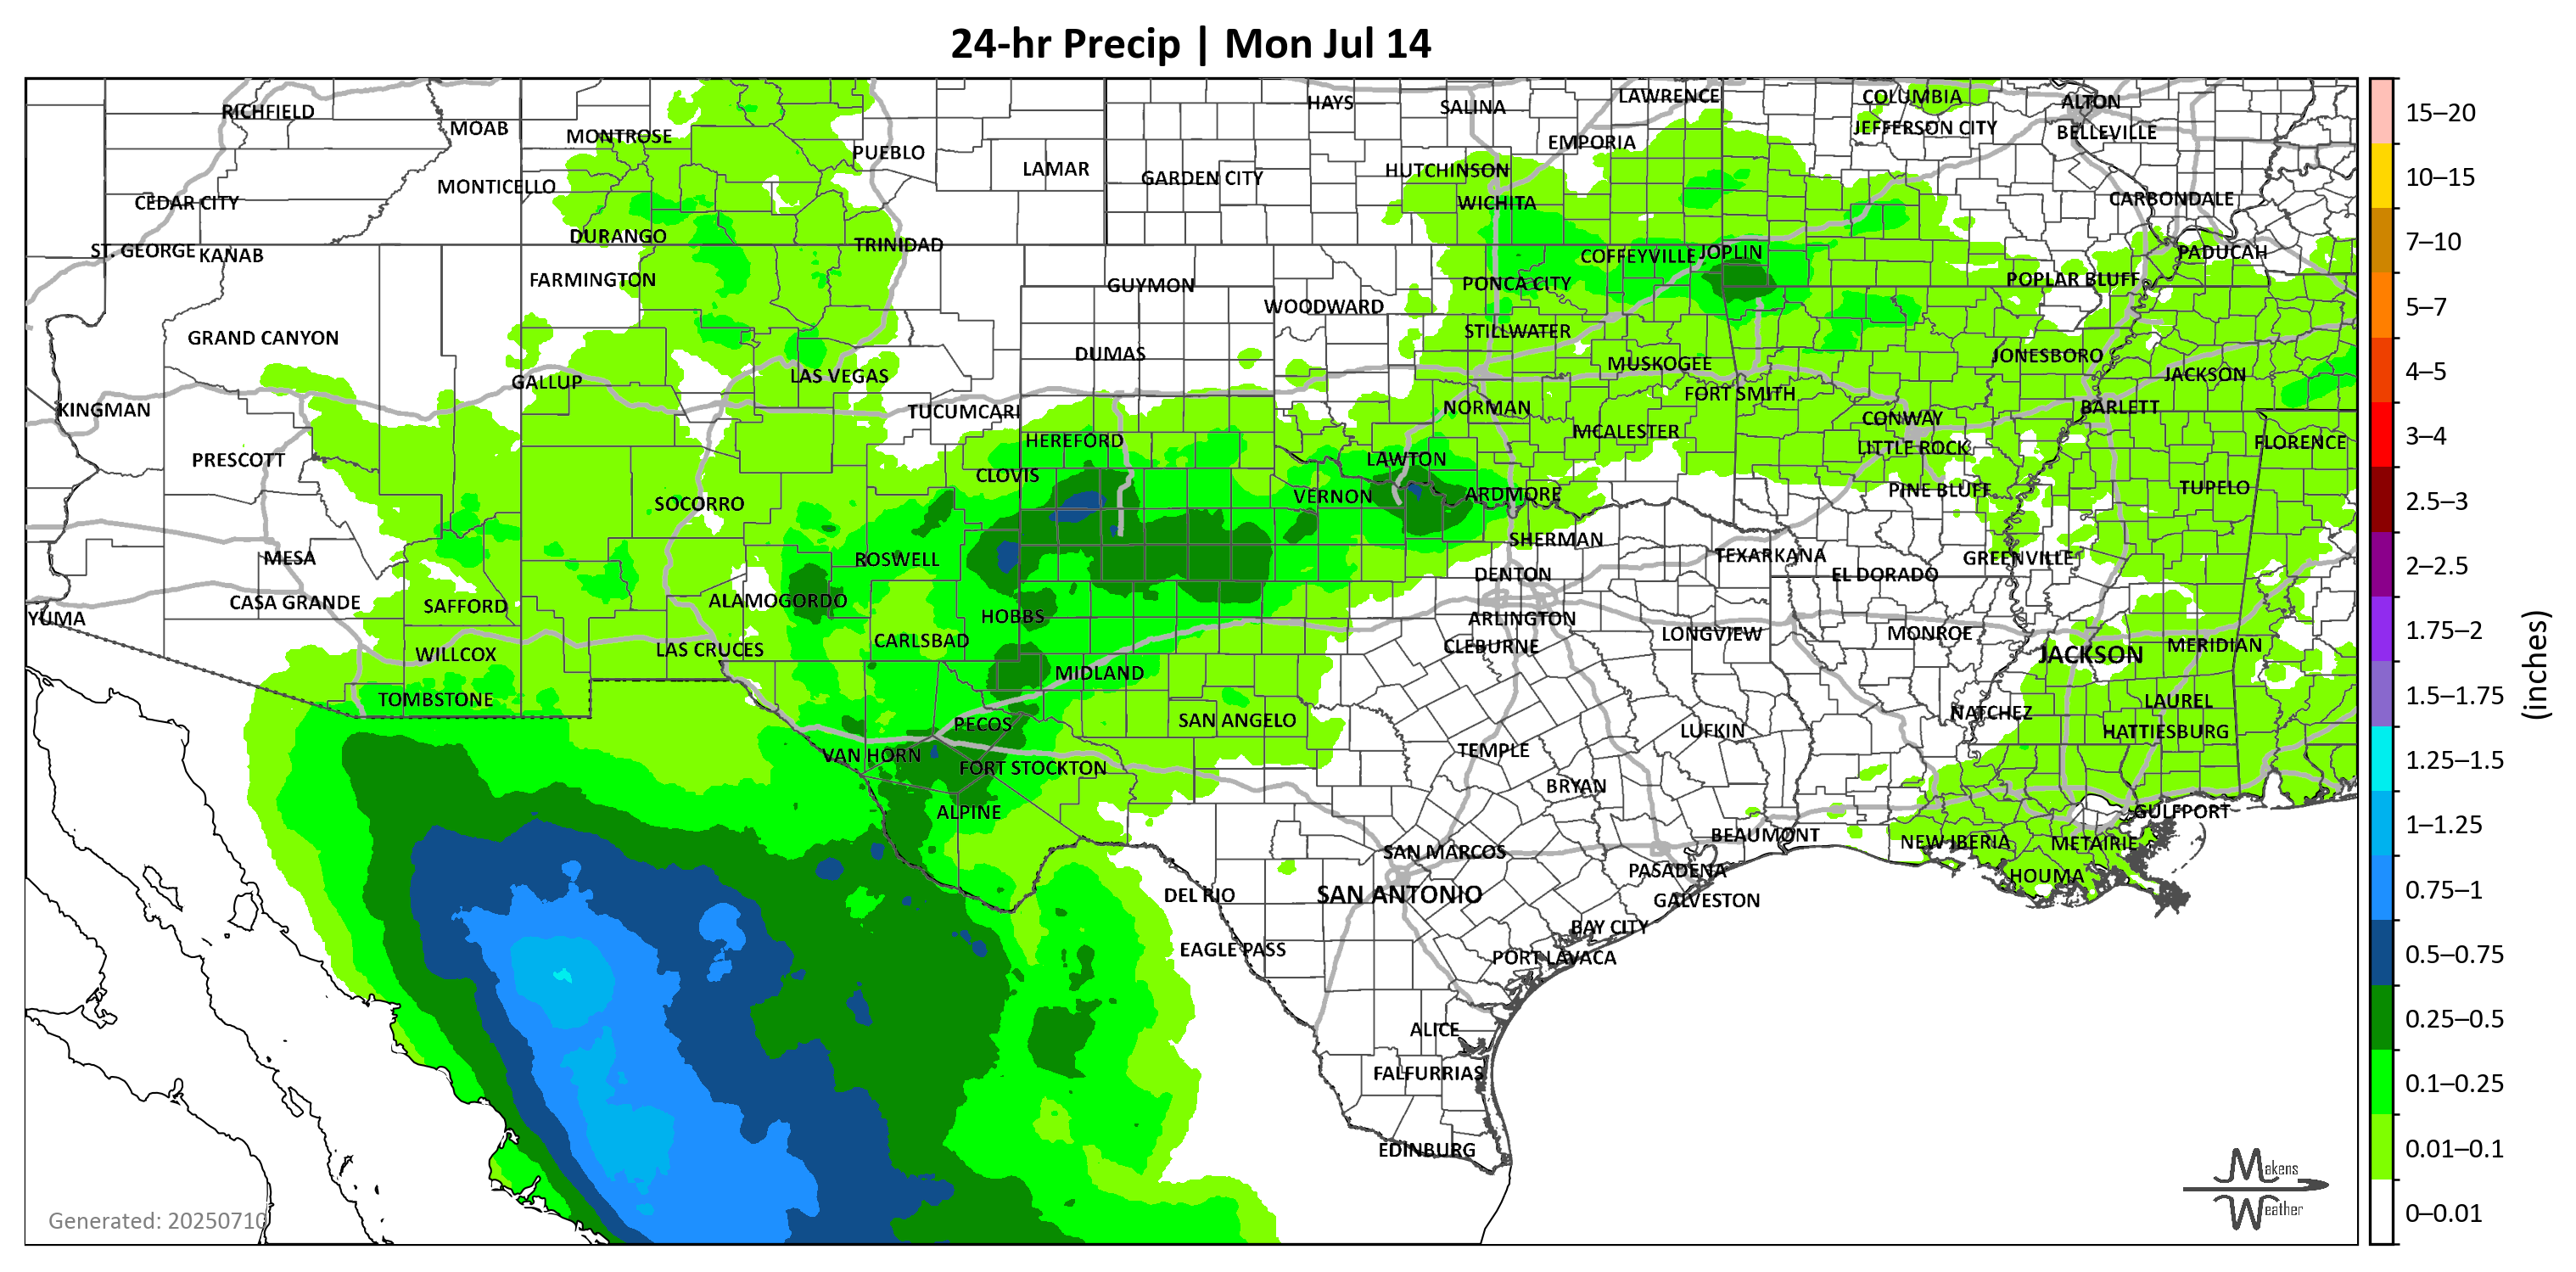 24-hr Precip | Mon Jul 14
RICHFIELD
MOAB
MONTROSE
PUEBLO
LAMAR
HAYS
SALINA
LAWRENCE
COLUMBIA
ALTON
EMPORIA
JEFFERSON CITY
BELLEVILLE
CEDAR CITY
MONTICELLO
GARDEN CITY
HUTCHINSON
WICHITA
CARBONDALE
ST. GEORGE
KANAB
DURANGO
TRINIDAD
COFFEYVILLE
JOPLIN
PADUCAH
FARMINGTON
GUYMON
WOODWARD
PONCA CITY
POPLAR BLUFF
GRAND CANYON
DUMAS
STILLWATER
MUSKOGEE
JONESBORO
JACKSON
KINGMAN
GALLUP
LAS VEGAS
TUCUMCARI
NORMAN
FORT SMITH
CONWAY
BARLETT
PRESCOTT
HEREFORD
CLOVIS
LAWTON
MCALESTER
LITTLE ROCK
FLORENCE
SOCORRO
VERNON
ARDMORE
PINE BLUFF
TUPELO
MESA
ROSWELL
SHERMAN
TEXARKANA
GREENVILLE
YUMA
CASA GRANDE
SAFFORD
ALAMOGORDO
HOBBS
DENTON
ARLINGTON
EL DORADO
WILLCOX
LAS CRUCES
CARLSBAD
CLEBURNE
LONGVIEW
MONROE
JACKSON
MERIDIAN
TOMBSTONE
MIDLAND
PECOS
SAN ANGELO
NATCHEZ
LAUREL
VAN HORN
FORT STOCKTON
TEMPLE
LUFKIN
HATTIESBURG
ALPINE
BRYAN
GULFPORT
SAN MARCOS
BEAUMONT
NEW IBERIA
METAIRIE
DEL RIO
SAN ANTONIO
PASADENA
GALVESTON
HOUMA
EAGLE PASS
BAY CITY
PORT LAVACA
ALICE
FALFURRIAS
EDINBURG
Generated: 20250710
Makens
Weather
15–20
10–15
7–10
5–7
4–5
3–4
2.5–3
2–2.5
1.75–2
1.5–1.75
1.25–1.5
1–1.25
0.75–1
0.5–0.75
0.25–0.5
0.1–0.25
0.01–0.1
0–0.01
(inches)